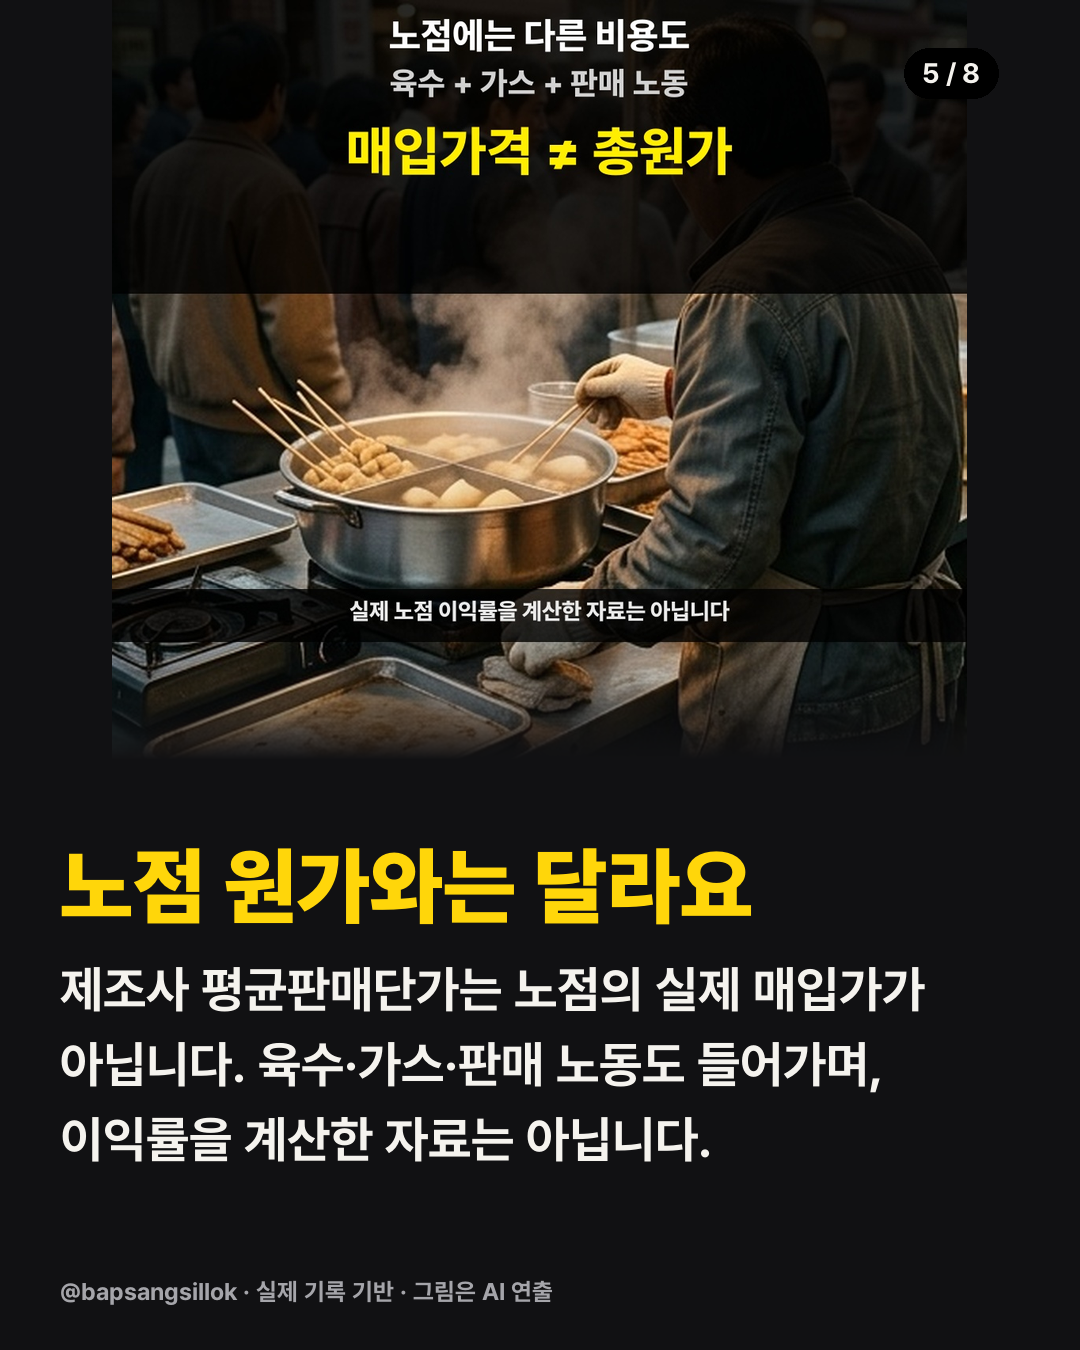 노점에는 다른 비용도
육수 + 가스 + 판매 노동
매입가격 ≠ 총원가
5 / 8
실제 노점 이익률을 계산한 자료는 아닙니다
노점 원가와는 달라요
제조사 평균판매단가는 노점의 실제 매입가가
아닙니다. 육수·가스·판매 노동도 들어가며,
이익률을 계산한 자료는 아닙니다.
@bapsangsillok · 실제 기록 기반 · 그림은 AI 연출